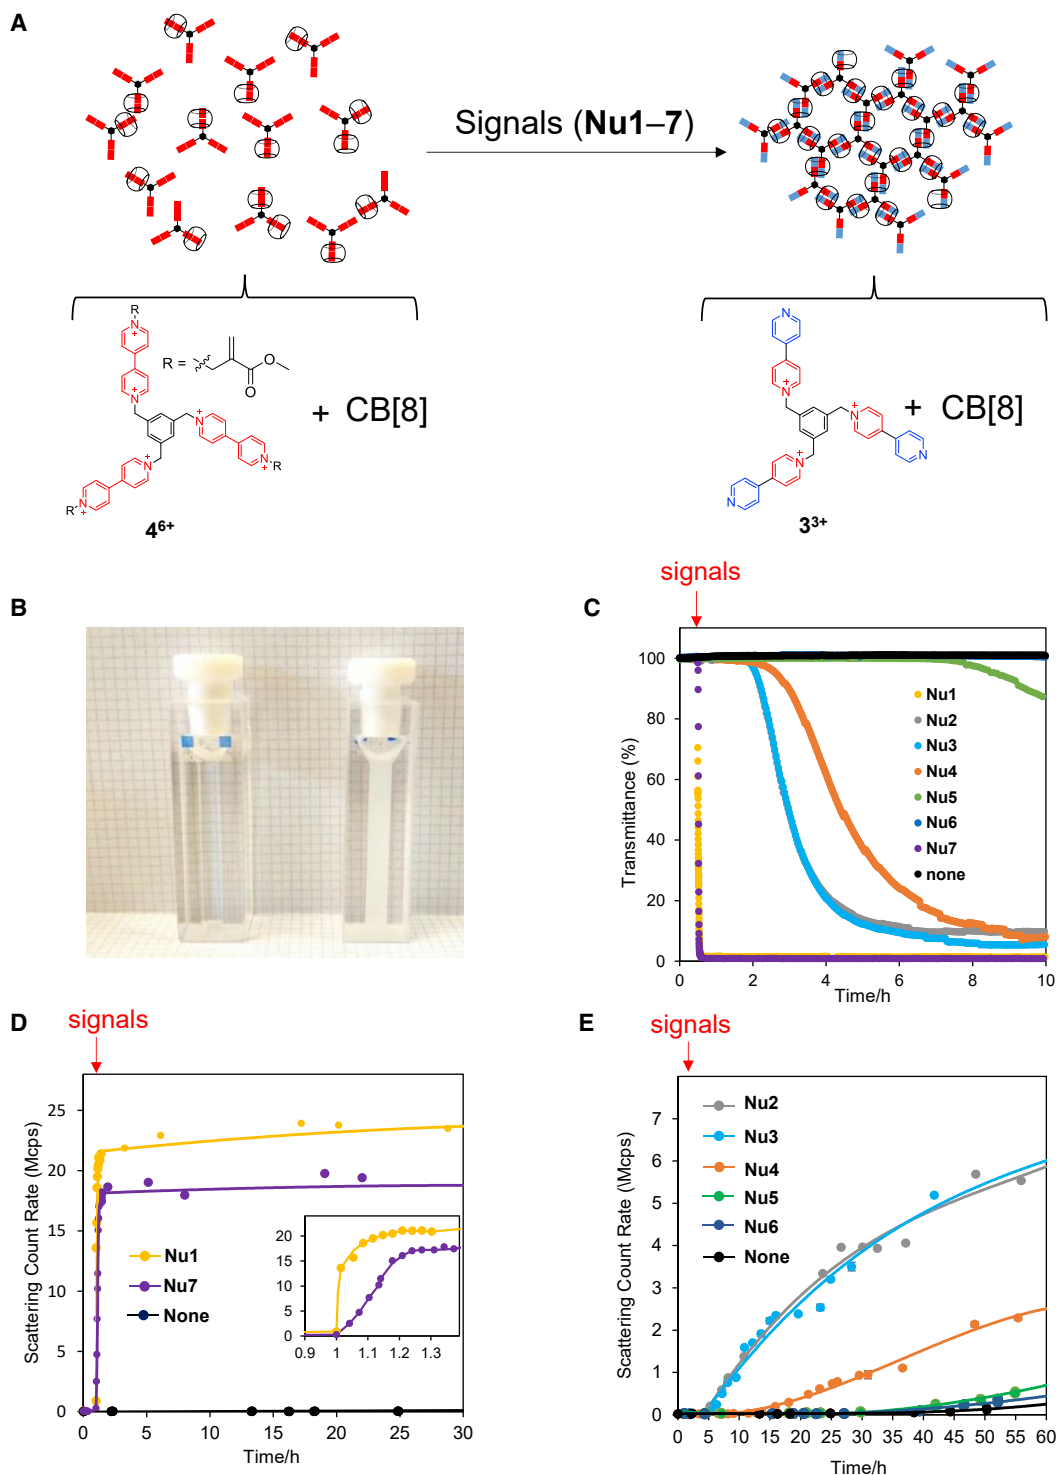 A
Signals (Nu1–7)
R
N
+
N
+
R =
O
O
N
+
N
+
R
N
+
N
+
R
+ CB[8]
4⁶⁺
N
N
+
N
+
N
N
+
N
+ CB[8]
3³⁺
B
signals
C
Transmittance (%)
100
80
60
40
20
0
Nu1
Nu2
Nu3
Nu4
Nu5
Nu6
Nu7
none
0 2 4 6 8 10
Time/h
D
signals
Scattering Count Rate (Mcps)
25
20
15
10
5
0
Nu1
Nu7
None
20
15
10
5
0
0.9 1 1.1 1.2 1.3
0 5 10 15 20 25 30
Time/h
E
signals
Scattering Count Rate (\Mcps)
7
6
5
4
3
2
1
0
Nu2
Nu3
Nu4
Nu5
Nu6
None
0 5 10 15 20 25 30 35 40 45 50 55 60
Time/h